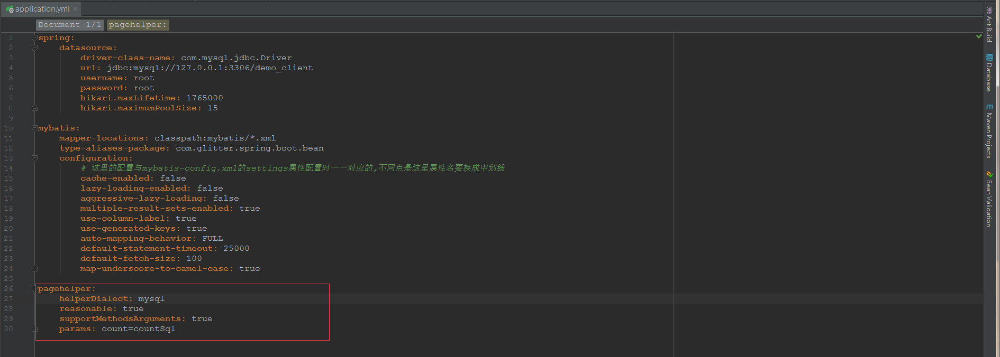 application.yml
Document 1/1 pagehelper:
1 spring:
2 datasource:
3 driver-class-name: com.mysql.jdbc.Driver
4 url: jdbc:mysql://127.0.0.1:3306/demo_client
5 username: root
6 password: root
7 hikari.maxLifetime: 1765000
8 hikari.maximumPoolSize: 15
9
10 mybatis:
11 mapper-locations: classpath:mybatis/*.xml
12 type-aliases-package: com.glitter.spring.boot.bean
13 configuration:
14 # 这里的配置与mybatis-config.xml的settings属性配置时一一对应的,不同点是这里属性名要换成中划线
15 cache-enabled: false
16 lazy-loading-enabled: false
17 aggressive-lazy-loading: false
18 multiple-result-sets-enabled: true
19 use-column-label: true
20 use-generated-keys: true
21 auto-mapping-behavior: FULL
22 default-statement-timeout: 25000
23 default-fetch-size: 100
24 map-underscore-to-camel-case: true
25
26 pagehelper:
27 helperDialect: mysql
28 reasonable: true
29 supportMethodsArguments: true
30 params: count=countSql
Ant Build
Database
Maven Projects
Bean Validation